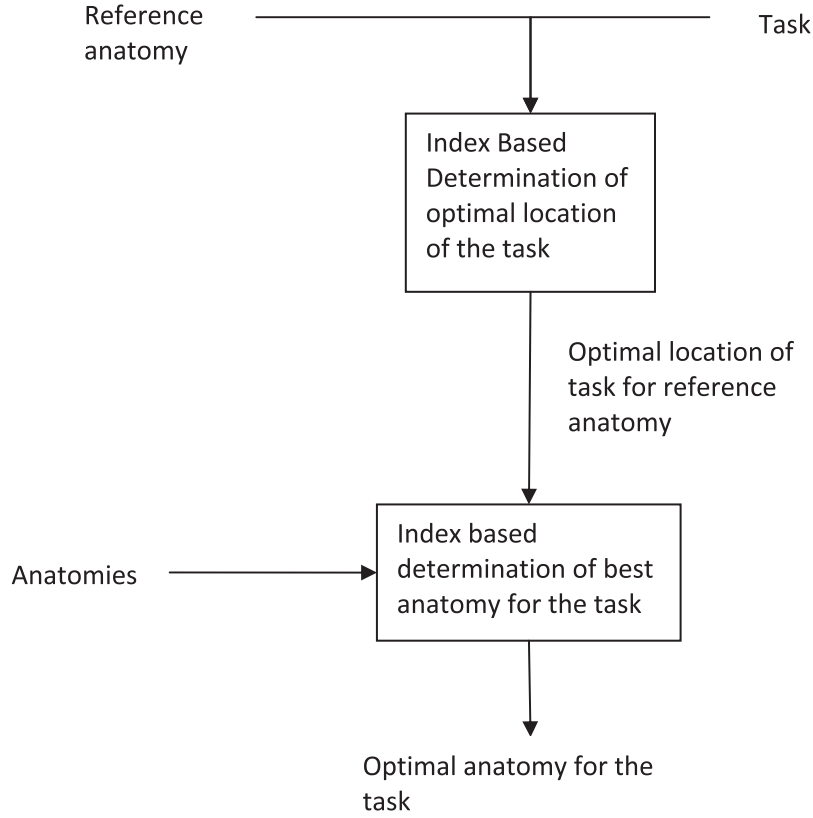 Reference
anatomy
Task
Index Based
Determination of
optimal location
of the task
Optimal location of
task for reference
anatomy
Anatomies
Index based
determination of best
anatomy for the task
Optimal anatomy for the
task